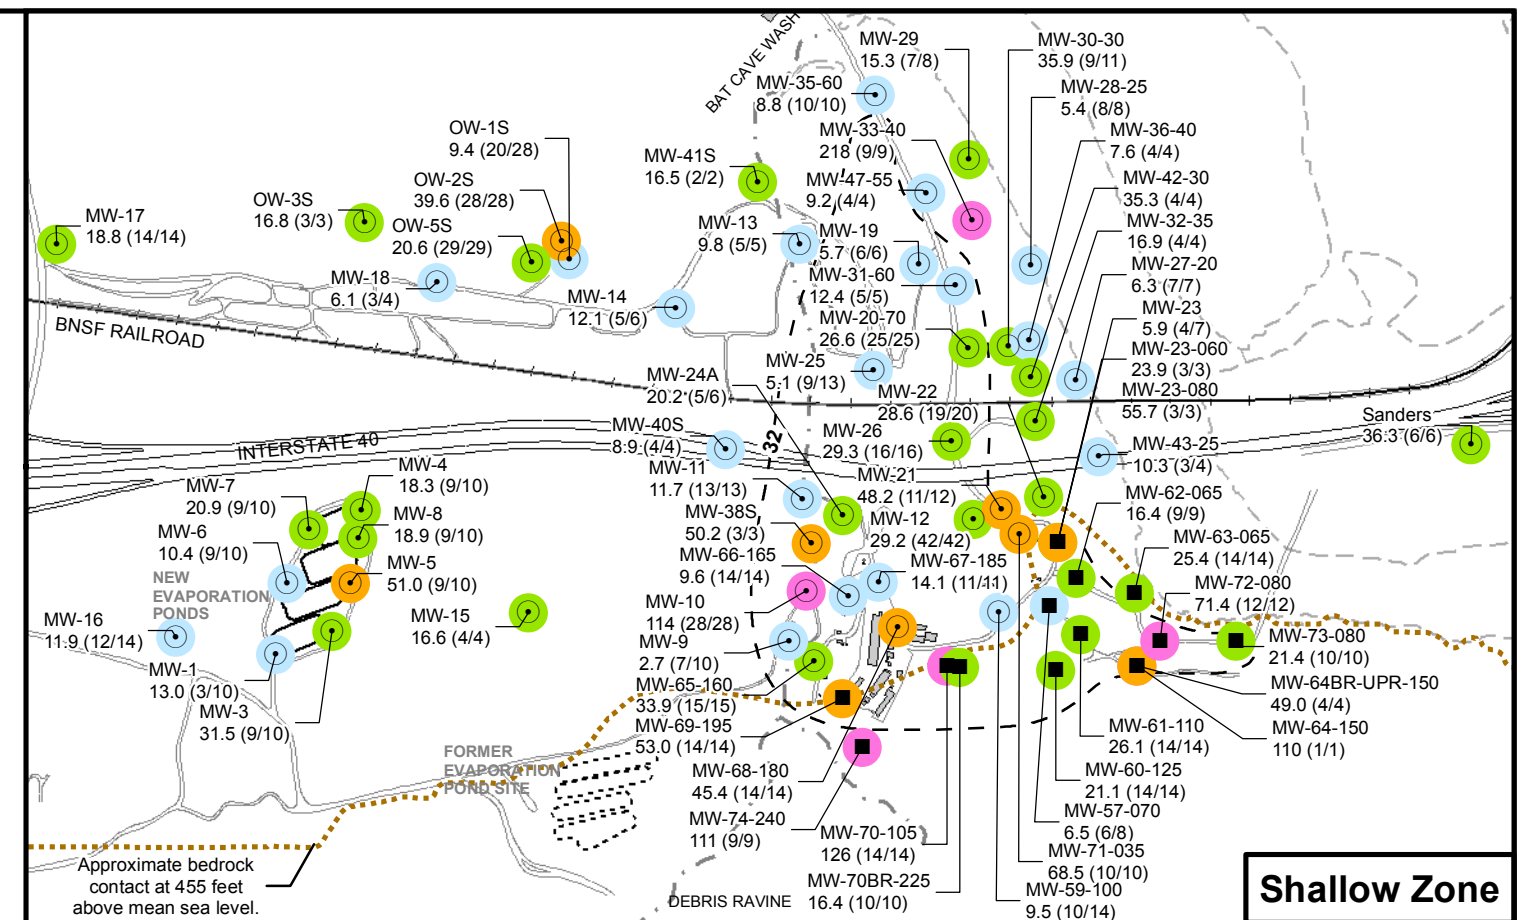 BAT CAVE WASH
MW-29
15.3 (7/8)
MW-30-30
35.9 (9/11)
MW-35-60
8.8 (10/10)
MW-28-25
5.4 (8/8)
OW-1S
9.4 (20/28)
MW-33-40
218 (9/9)
MW-36-40
7.6 (4/4)
MW-41S
16.5 (2/2)
OW-2S
39.6 (28/28)
MW-47-55
9.2 (4/4)
MW-42-30
35.3 (4/4)
OW-3S
16.8 (3/3)
MW-17
18.8 (14/14)
OW-5S
20.6 (29/29)
MW-13
9.8 (5/5)
MW-19
5.7 (6/6)
MW-32-35
16.9 (4/4)
MW-18
6.1 (3/4)
MW-14
12.1 (5/6)
MW-31-60
12.4 (5/5)
MW-27-20
6.3 (7/7)
MW-20-70
26.6 (25/25)
MW-23
5.9 (4/7)
BNSF RAILROAD
MW-23-060
23.9 (3/3)
MW-24A
20.2 (5/6)
MW-25
5.1 (9/13)
MW-22
28.6 (19/20)
MW-23-080
55.7 (3/3)
Sanders
36.3 (6/6)
INTERSTATE 40
MW-40S
8.9 (4/4)
32
MW-26
29.3 (16/16)
MW-43-25
10.3 (3/4)
MW-4
18.3 (9/10)
MW-11
11.7 (13/13)
MW-21
48.2 (11/12)
MW-7
20.9 (9/10)
MW-62-065
16.4 (9/9)
MW-8
18.9 (9/10)
MW-38S
50.2 (3/3)
MW-12
29.2 (42/42)
MW-6
10.4 (9/10)
MW-63-065
25.4 (14/14)
MW-66-165
9.6 (14/14)
MW-67-185
14.1 (11/11)
MW-5
51.0 (9/10)
NEW
EVAPORATION
PONDS
MW-72-080
71.4 (12/12)
MW-10
114 (28/28)
MW-15
16.6 (4/4)
MW-16
11.9 (12/14)
MW-9
2.7 (7/10)
MW-73-080
21.4 (10/10)
MW-1
13.0 (3/10)
MW-65-160
33.9 (15/15)
MW-64BR-UPR-150
49.0 (4/4)
MW-3
31.5 (9/10)
MW-69-195
53.0 (14/14)
MW-61-110
26.1 (14/14)
MW-64-150
110 (1/1)
FORMER
EVAPORATION
POND SITE
MW-68-180
45.4 (14/14)
MW-60-125
21.1 (14/14)
MW-74-240
111 (9/9)
MW-57-070
6.5 (6/8)
MW-70-105
126 (14/14)
MW-71-035
68.5 (10/10)
MW-70BR-225
16.4 (10/10)
MW-59-100
9.5 (10/14)
Approximate bedrock
contact at 455 feet
above mean sea level.
DEBRIS RAVINE
Shallow Zone